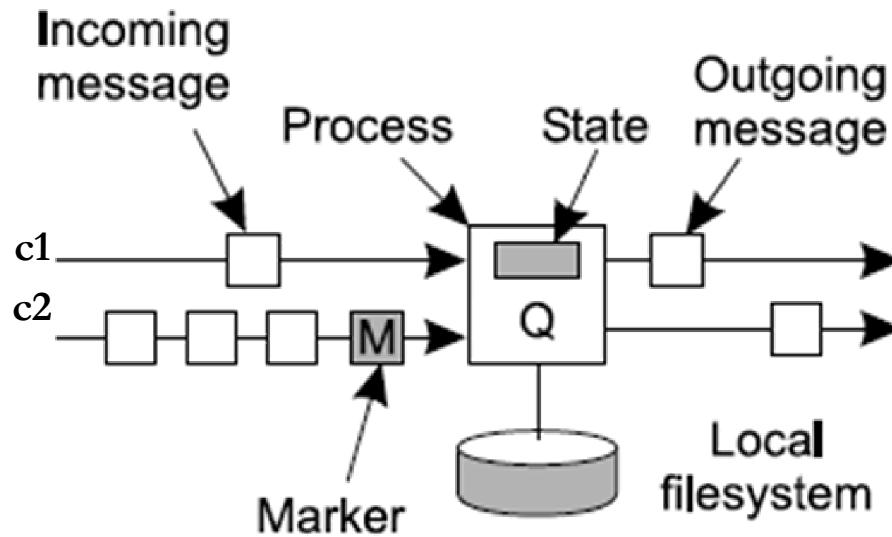 Incoming
message
Process
State
Outgoing
message
c1
c2
M
Q
Marker
Local
filesystem